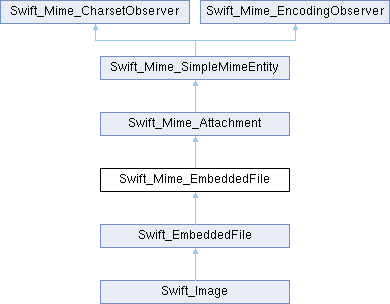 Swift_Mime_CharsetObserver
Swift_Mime_EncodingObserver
Swift_Mime_SimpleMimeEntity
Swift_Mime_Attachment
Swift_Mime_EmbeddedFile
Swift_EmbeddedFile
Swift_Image